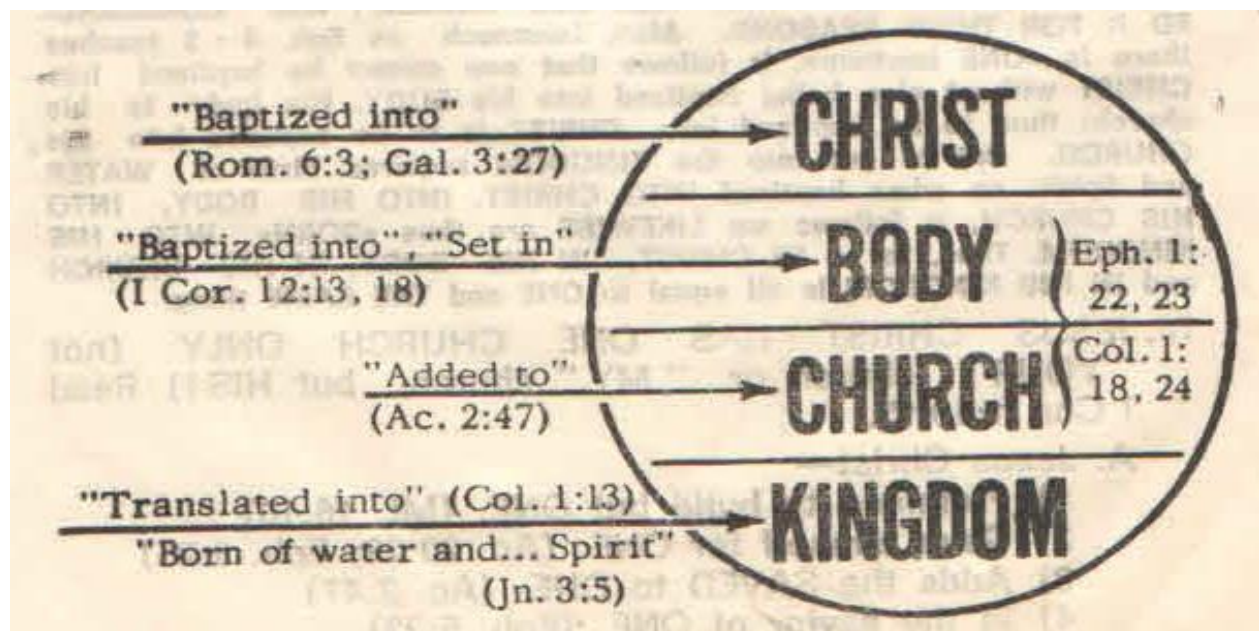 "Baptized into"
(Rom. 6:3; Gal. 3:27)
CHRIST
"Baptized into", "Set in"
(I Cor. 12:13, 18)
BODY
Eph. 1:
22, 23
"Added to"
(Ac. 2:47)
CHURCH
Col. 1:
18, 24
"Translated into" (Col. 1:13)
"Born of water and... Spirit"
(Jn. 3:5)
KINGDOM